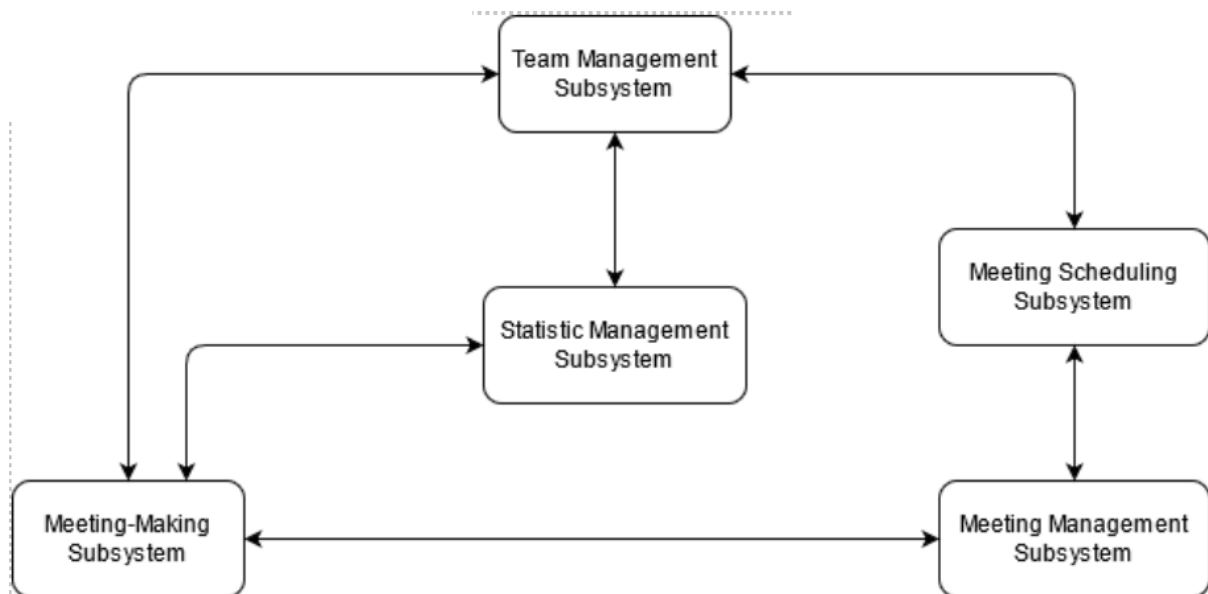 Team Management
Subsystem
Meeting Scheduling
Subsystem
Statistic Management
Subsystem
Meeting-Making
Subsystem
Meeting Management
Subsystem